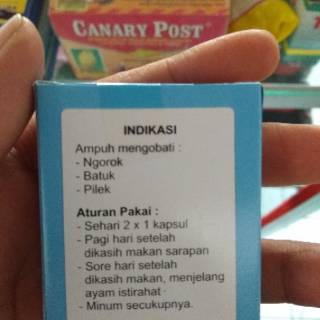 CANARY POST
INDIKASI
Ampuh mengobati :
- Ngorok
- Batuk
- Pilek
Aturan Pakai :
- Sehari 2 x 1 kapsul
- Pagi hari setelah
dikasih makan sarapan
- Sore hari setelah
dikasih makan, menjelang
ayam istirahat
- Minum secukupnya.